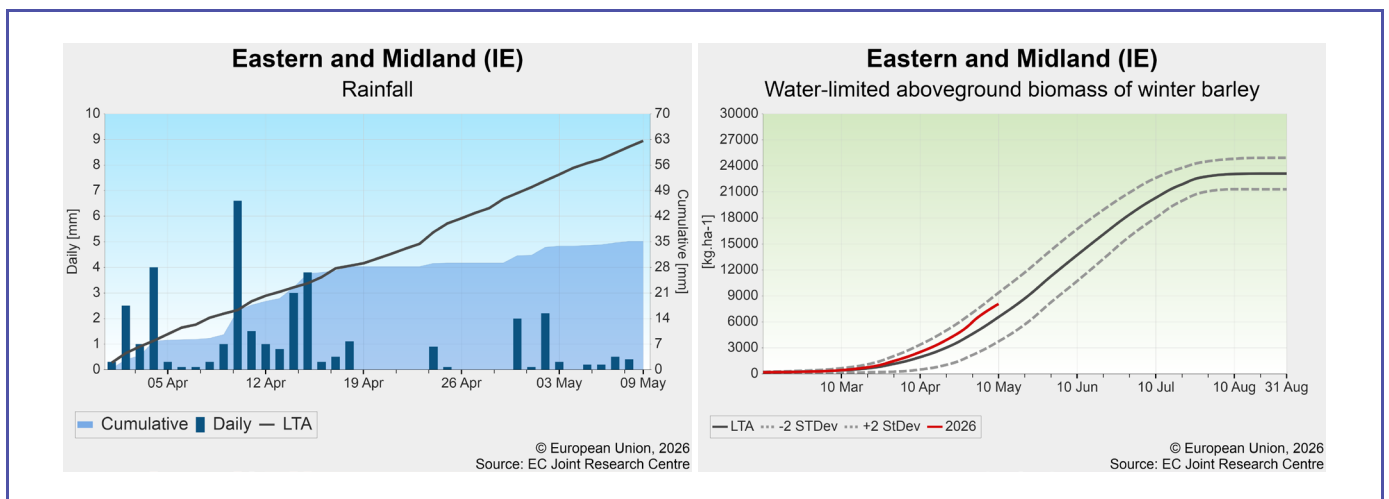 Eastern and Midland (IE)
Rainfall
10
9
8
7
6
5
4
3
2
1
0
Daily [mm]
70
63
56
49
42
35
28
21
14
7
0
Cumulative [mm]
05 Apr
12 Apr
19 Apr
26 Apr
03 May
09 May
Cumulative
Daily
LTA
© European Union, 2026
Source: EC Joint Research Centre
Eastern and Midland (IE)
Water-limited aboveground biomass of winter barley
30000
27000
24000
21000
18000
15000
12000
9000
6000
3000
0
[kg.ha-1]
10 Mar
10 Apr
10 May
10 Jun
10 Jul
10 Aug
31 Aug
LTA
-2 STDev
+2 StDev
2026
© European Union, 2026
Source: EC Joint Research Centre